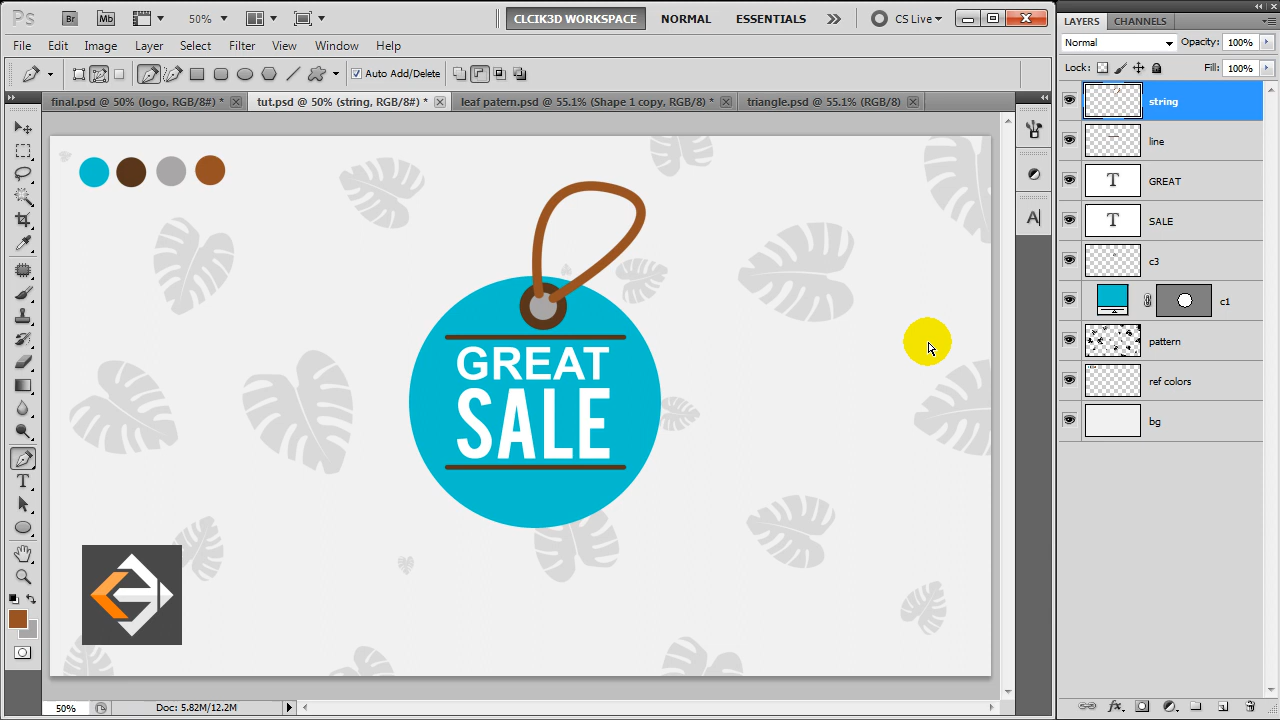 Ps Br Mb 50% CLCIK3D WORKSPACE NORMAL ESSENTIALS CS Live
File Edit Image Layer Select Filter View Window Help
Auto Add/Delete
final.psd @ 50% (logo, RGB/8#) * tut.psd @ 50% (string, RGB/8#) * leaf patern.psd @ 55.1% (Shape 1 copy, RGB/8) * triangle.psd @ 55.1% (RGB/8)
GREAT
SALE
T
A
50% Doc: 5.82M/12.2M
LAYERS CHANNELS
Normal Opacity: 100%
Lock: Fill: 100%
string
line
T GREAT
T SALE
c3
c1
pattern
ref colors
bg
fx